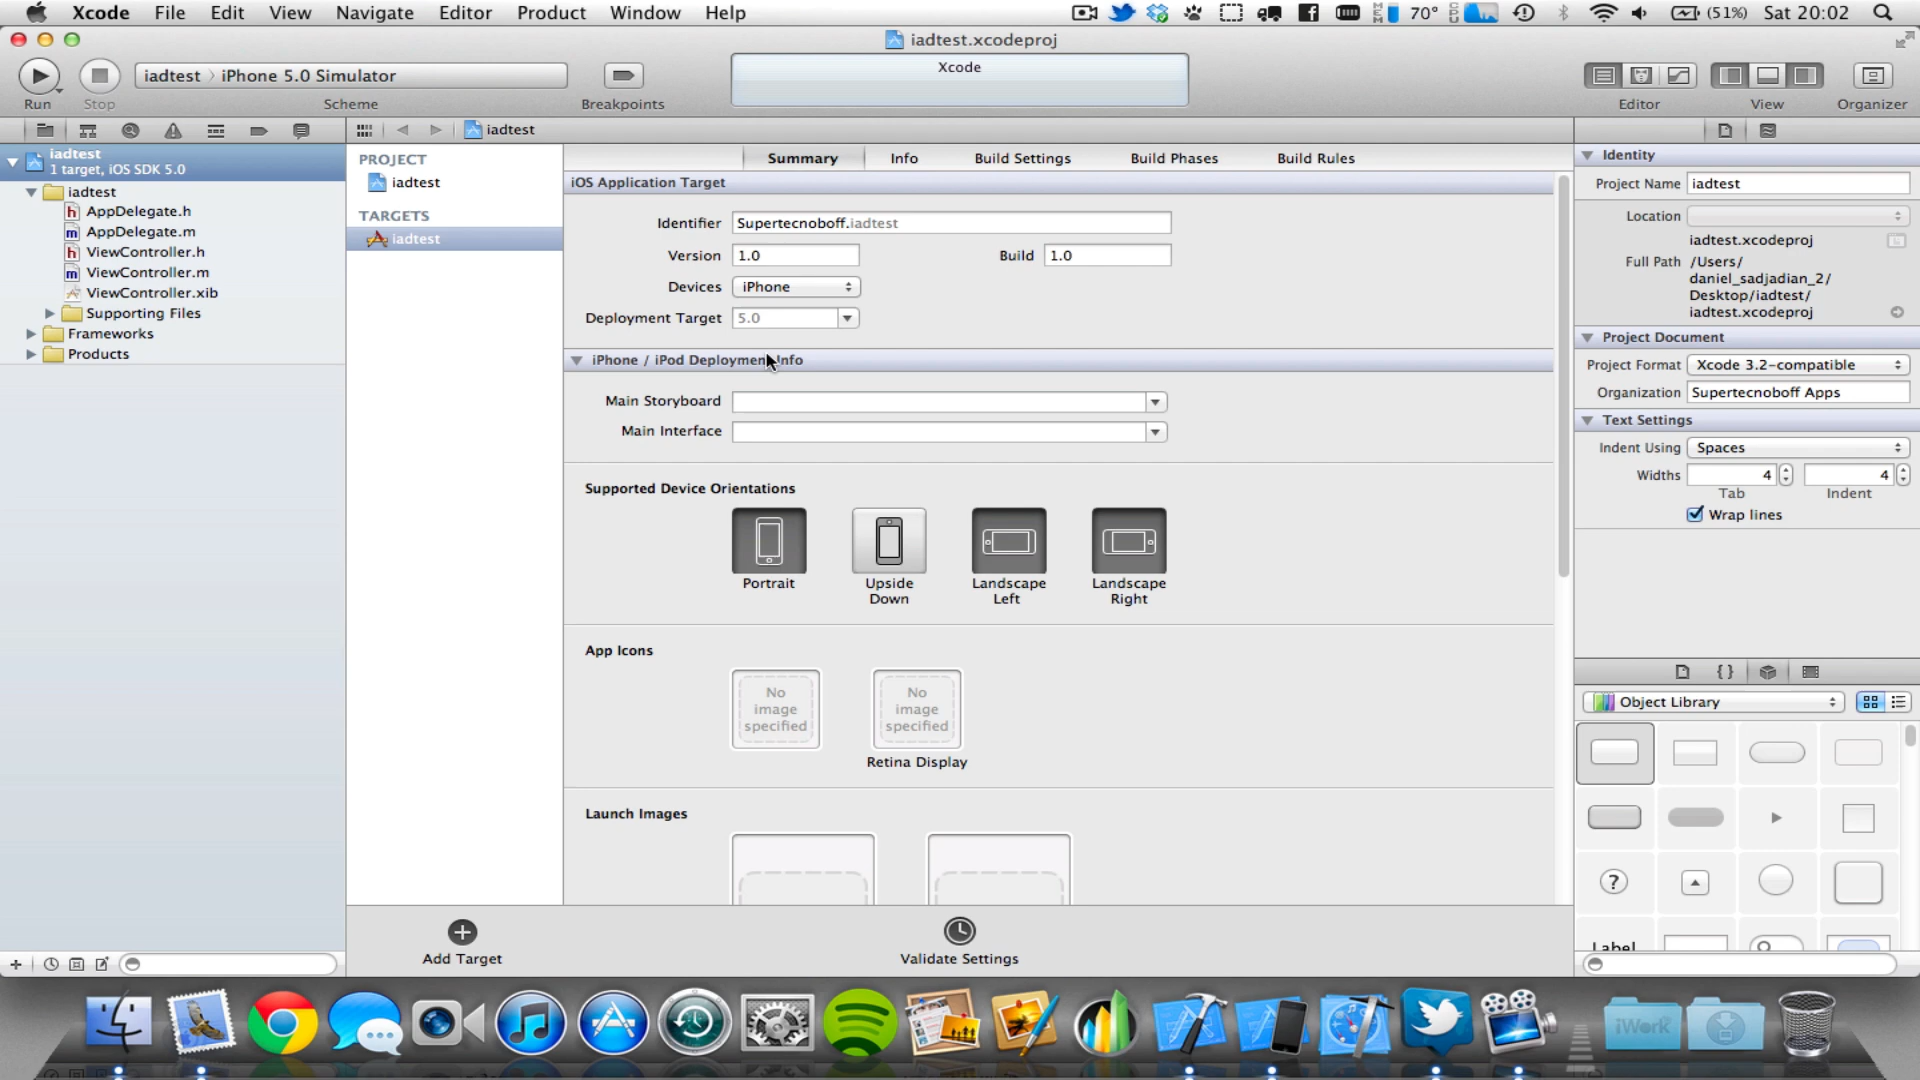 Xcode File Edit View Navigate Editor Product Window Help 70° (51%) Sat 20:02
iadtest.xcodeproj
iadtest › iPhone 5.0 Simulator
Xcode
Run Stop Scheme Breakpoints Editor View Organizer
iadtest
iadtest
1 target, iOS SDK 5.0
iadtest
AppDelegate.h
AppDelegate.m
ViewController.h
ViewController.m
ViewController.xib
Supporting Files
Frameworks
Products
PROJECT
iadtest
TARGETS
iadtest
Summary Info Build Settings Build Phases Build Rules
iOS Application Target
Identifier Supertecnoboff.iadtest
Version 1.0 Build 1.0
Devices iPhone
Deployment Target 5.0
iPhone / iPod Deployment Info
Main Storyboard
Main Interface
Supported Device Orientations
Portrait
Upside
Down
Landscape
Left
Landscape
Right
App Icons
No
image
specified
No
image
specified
Retina Display
Launch Images
Add Target
Validate Settings
Identity
Project Name iadtest
Location
iadtest.xcodeproj
Full Path /Users/
daniel_sadjadian_2/
Desktop/iadtest/
iadtest.xcodeproj
Project Document
Project Format Xcode 3.2-compatible
Organization Supertecnoboff Apps
Text Settings
Indent Using Spaces
Widths 4 4
Tab Indent
Wrap lines
{ }
Object Library
?
Label
iWork